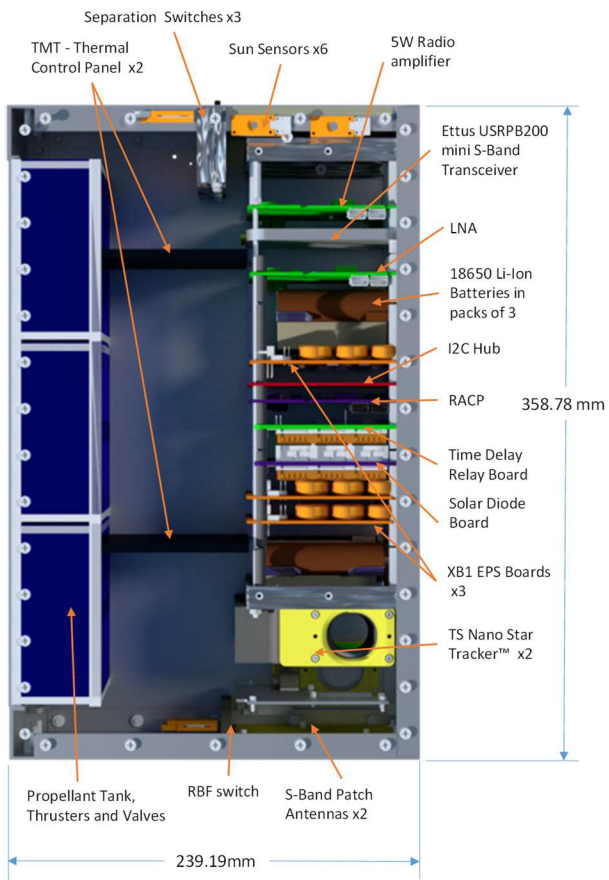 Separation Switches x3
TMT - Thermal
Control Panel x2
Sun Sensors x6
5W Radio
amplifier
Ettus USRPB200
mini S-Band
Transceiver
LNA
18650 Li-Ion
Batteries in
packs of 3
I2C Hub
RACP
358.78 mm
Time Delay
Relay Board
Solar Diode
Board
XB1 EPS Boards
x3
TS Nano Star
Tracker™ x2
Propellant Tank,
Thrusters and Valves
RBF switch
S-Band Patch
Antennas x2
239.19mm